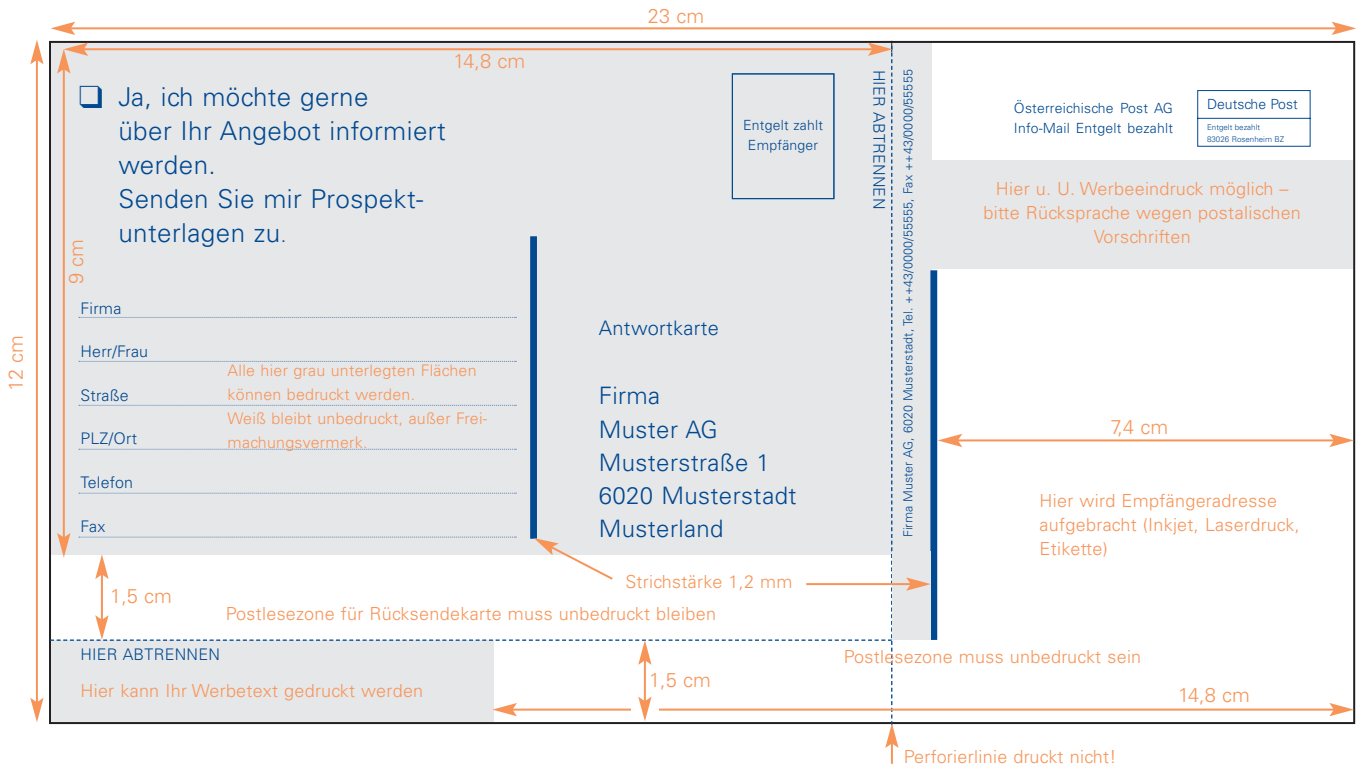 23 cm
14,8 cm
❏ Ja, ich möchte gerne
über Ihr Angebot informiert
werden.
Senden Sie mir Prospekt-
unterlagen zu.
Entgelt zahlt
Empfänger
HIER ABTRENNEN
Firma Muster AG, 6020 Musterstadt, Tel. ++43/0000/55555, Fax ++43/0000/55555
Österreichische Post AG
Info-Mail Entgelt bezahlt
Deutsche Post
Entgelt bezahlt
83026 Rosenheim BZ
Hier u. U. Werbeeindruck möglich –
bitte Rücksprache wegen postalischen
Vorschriften
9 cm
12 cm
Firma
Herr/Frau
Straße
PLZ/Ort
Telefon
Fax
Alle hier grau unterlegten Flächen
können bedruckt werden.
Weiß bleibt unbedruckt, außer Frei-
machungsvermerk.
Antwortkarte
Firma
Muster AG
Musterstraße 1
6020 Musterstadt
Musterland
7,4 cm
Hier wird Empfängeradresse
aufgebracht (Inkjet, Laserdruck,
Etikette)
Strichstärke 1,2 mm
1,5 cm
Postlesezone für Rücksendekarte muss unbedruckt bleiben
HIER ABTRENNEN
Hier kann Ihr Werbetext gedruckt werden
1,5 cm
Postlesezone muss unbedruckt sein
14,8 cm
Perforierlinie druckt nicht!